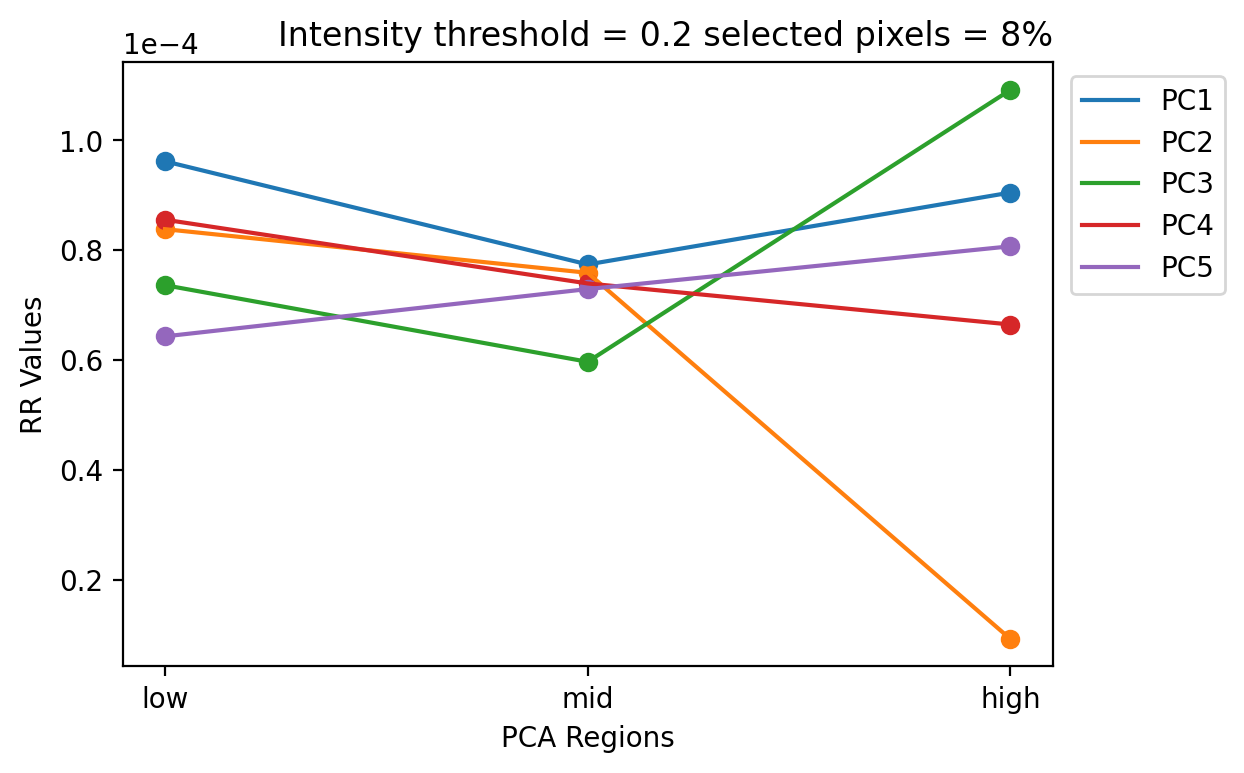 Intensity threshold = 0.2 selected pixels = 8%
1e−4
1.0
0.8
0.6
0.4
0.2
RR Values
low
mid
high
PCA Regions
PC1
PC2
PC3
PC4
PC5